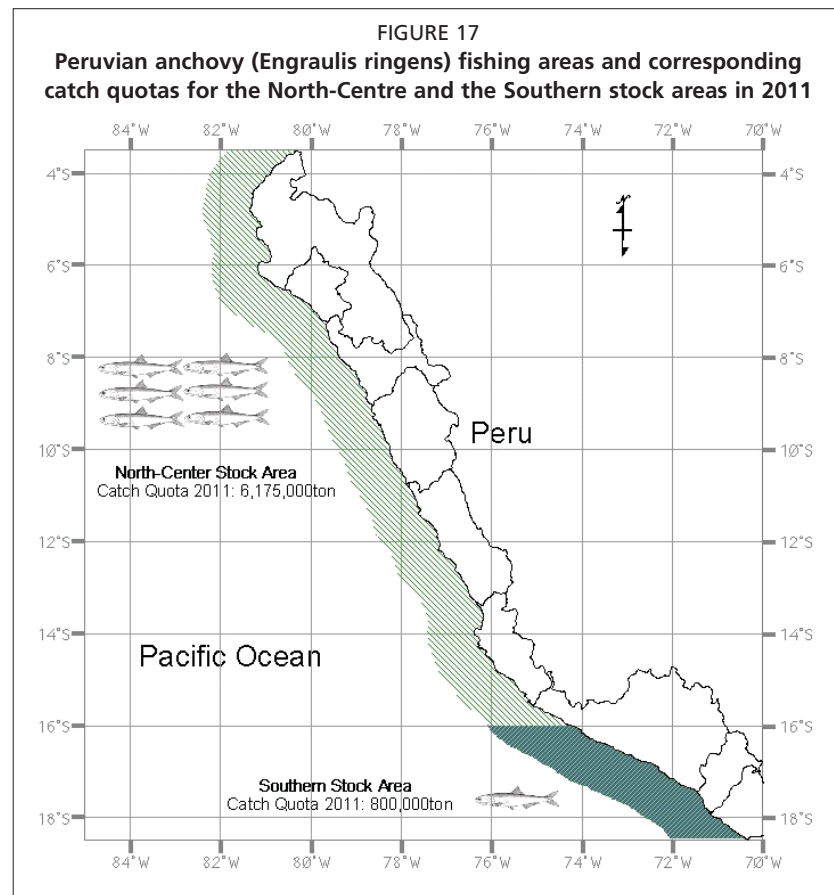 FIGURE 17
Peruvian anchovy (Engraulis ringens) fishing areas and corresponding
catch quotas for the North-Centre and the Southern stock areas in 2011
84°W 82°W 80°W 78°W 76°W 74°W 72°W 70°W
4°S 4°S
6°S 6°S
8°S 8°S
Peru
10°S 10°S
North-Center Stock Area
Catch Quota 2011: 6,175,000ton
12°S 12°S
14°S 14°S
Pacific Ocean
16°S 16°S
Southern Stock Area
Catch Quota 2011: 800,000ton
18°S 18°S
84°W 82°W 80°W 78°W 76°W 74°W 72°W 70°W